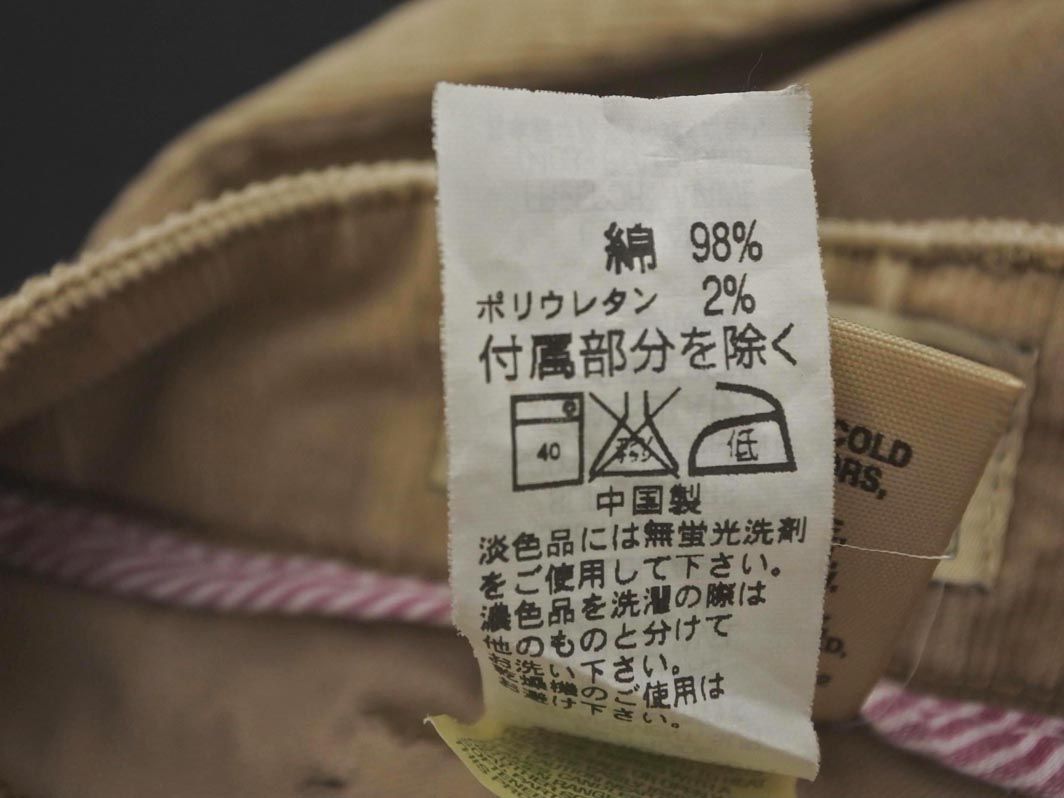 綿 98%
ポリウレタン 2%
付属部分を除く
40
低
中国製
淡色品には無蛍光洗剤
をご使用して下さい。
濃色品を洗濯の際は
他のものと分けて
お洗い下さい。
乾燥機のご使用は
お避け下さい。
COLD